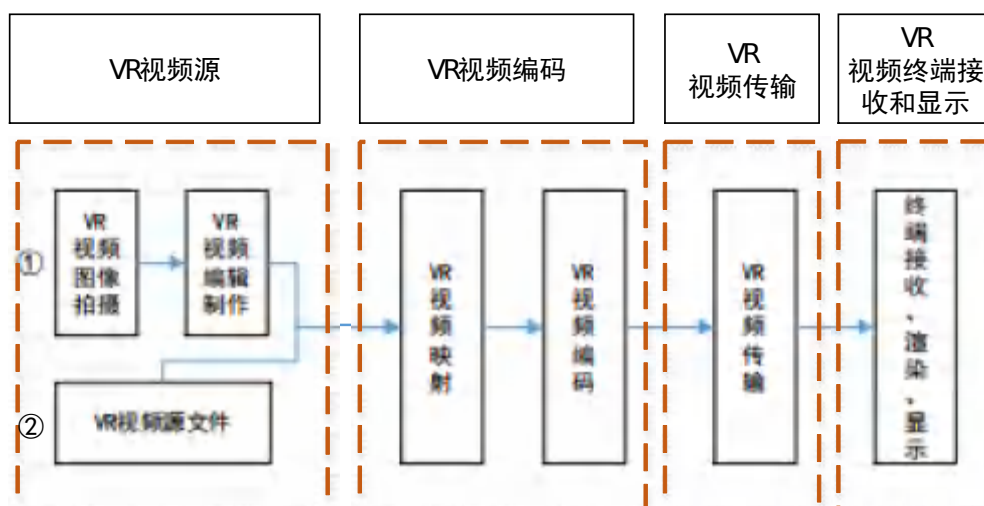 VR视频源
VR视频编码
VR
视频传输
VR
视频终端接
收和显示
①
VR
视频
图像
拍摄
VR
视频
编辑
制作
②
VR视频源文件
VR
视
频
映
射
VR
视
频
编
码
VR
视
频
传
输
终
端
接
收
、
渲
染
、
显
示